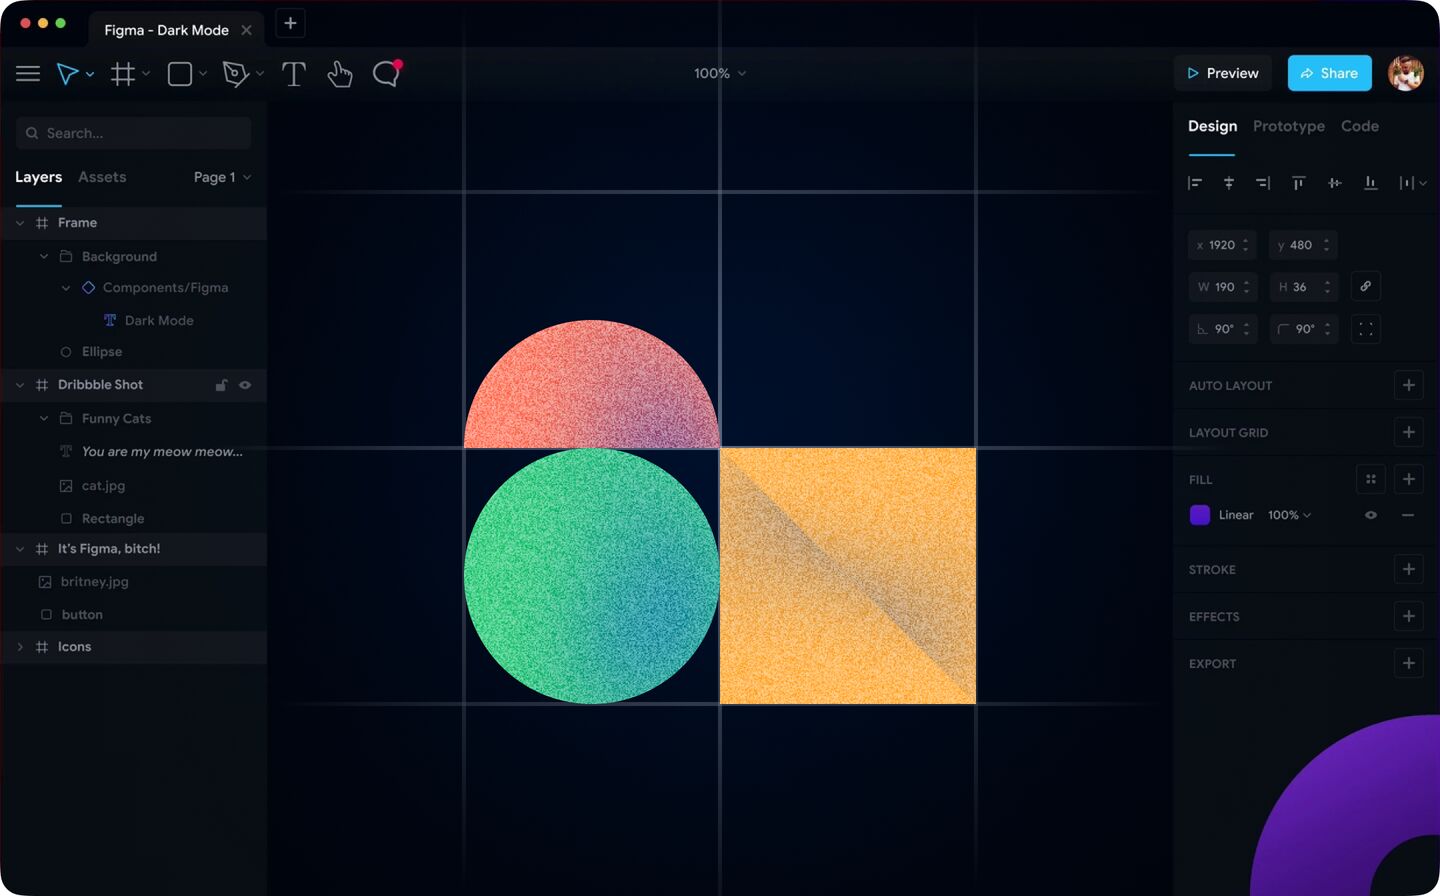 Figma - Dark Mode
100%
Preview
Share
Search...
Layers
Assets
Page 1
Frame
Background
Components/Figma
Dark Mode
Ellipse
Dribbble Shot
Funny Cats
You are my meow meow...
cat.jpg
Rectangle
It's Figma, bitch!
britney.jpg
button
Icons
Design
Prototype
Code
x 1920
y 480
W 190
H 36
90°
90°
AUTO LAYOUT
LAYOUT GRID
FILL
Linear
100%
STROKE
EFFECTS
EXPORT